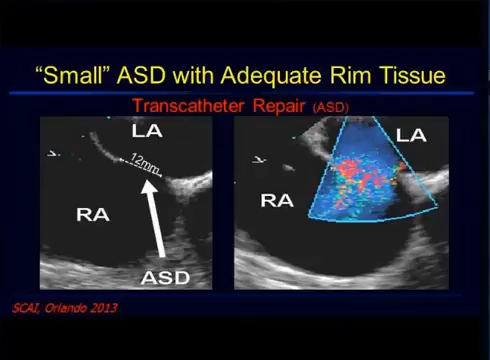 “Small” ASD with Adequate Rim Tissue
Transcatheter Repair (ASD)
LA
12mm
RA
ASD
LA
RA
SCAI, Orlando 2013